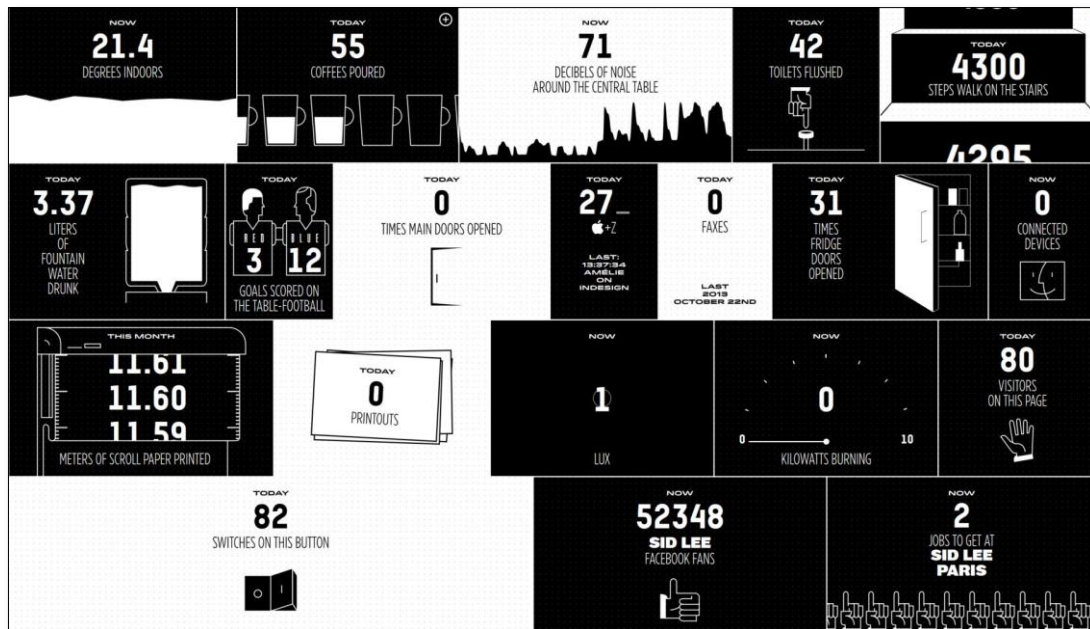 NOW
21.4
DEGREES INDOORS
TODAY
55
COFFEES POURED
NOW
71
DECIBELS OF NOISE
AROUND THE CENTRAL TABLE
TODAY
42
TOILETS FLUSHED
TODAY
4300
STEPS WALK ON THE STAIRS
4295
TODAY
3.37
LITERS
OF
FOUNTAIN
WATER
DRUNK
TODAY
RED
BLUE
3
12
GOALS SCORED ON
THE TABLE-FOOTBALL
TODAY
0
TIMES MAIN DOORS OPENED
TODAY
27_
+Z
LAST:
13:37:34
AMÉLIE
ON
INDESIGN
TODAY
0
FAXES
LAST
2013
OCTOBER 22ND
TODAY
31
TIMES
FRIDGE
DOORS
OPENED
NOW
0
CONNECTED
DEVICES
THIS MONTH
11.61
11.60
11.59
METERS OF SCROLL PAPER PRINTED
TODAY
0
PRINTOUTS
NOW
1
LUX
NOW
0
0
10
KILOWATTS BURNING
TODAY
80
VISITORS
ON THIS PAGE
TODAY
82
SWITCHES ON THIS BUTTON
NOW
52348
SID LEE
FACEBOOK FANS
NOW
2
JOBS TO GET AT
SID LEE
PARIS